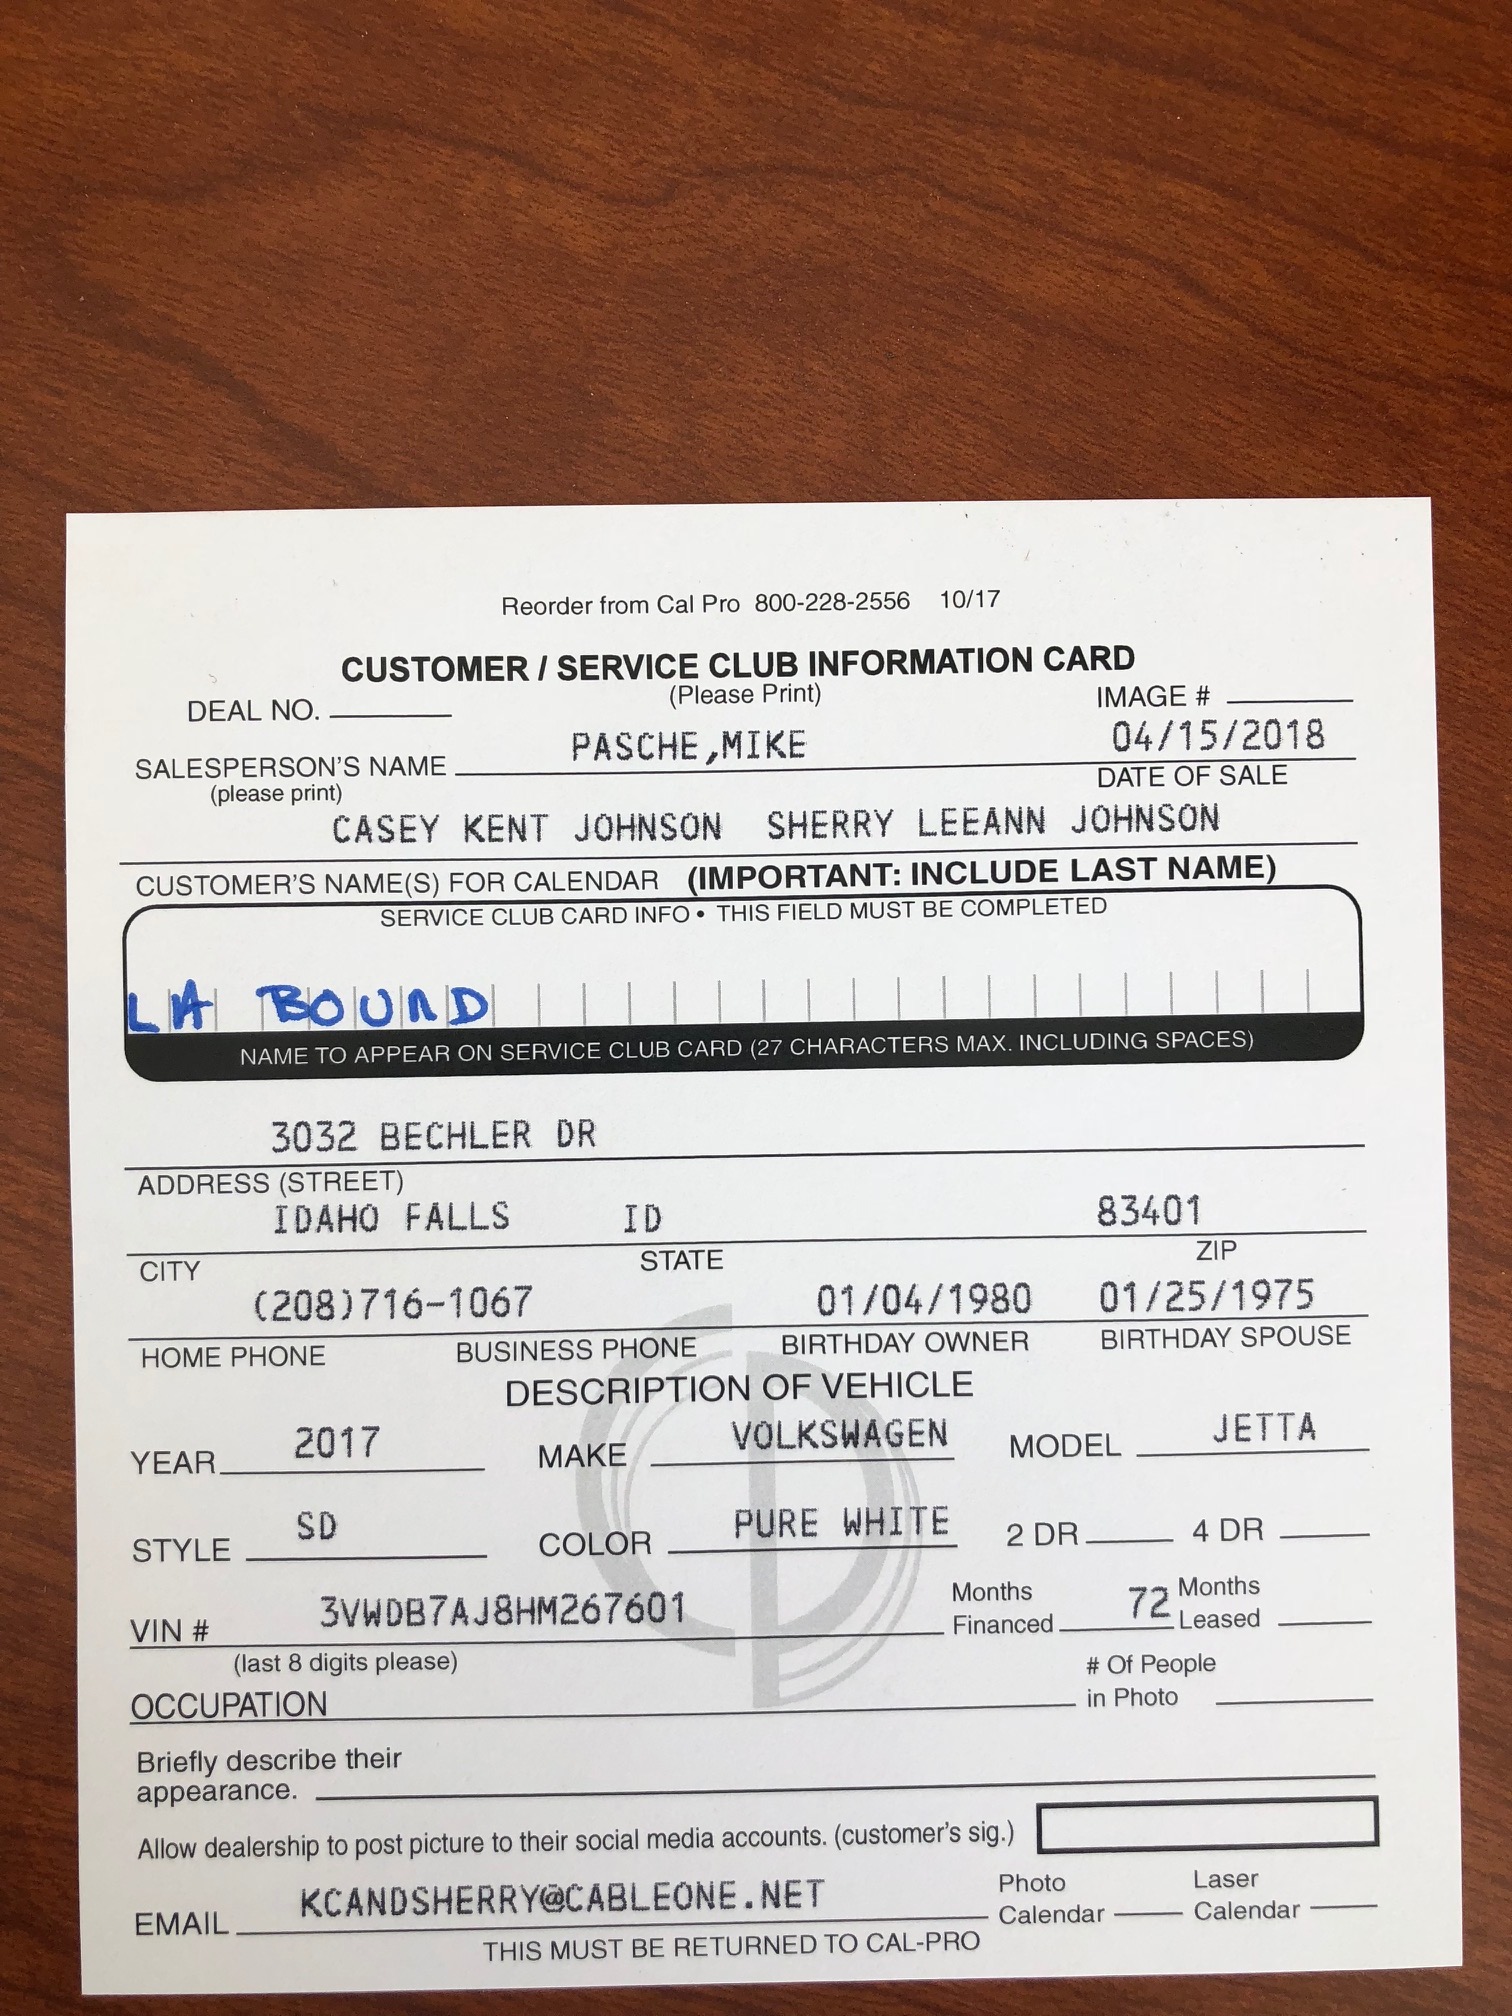 Reorder from Cal Pro 800-228-2556 10/17
CUSTOMER / SERVICE CLUB INFORMATION CARD
DEAL NO. (Please Print) IMAGE #
PASCHE,MIKE 04/15/2018
SALESPERSON'S NAME DATE OF SALE
(please print)
CASEY KENT JOHNSON SHERRY LEEANN JOHNSON
CUSTOMER'S NAME(S) FOR CALENDAR (IMPORTANT: INCLUDE LAST NAME)
SERVICE CLUB CARD INFO • THIS FIELD MUST BE COMPLETED
LA BOUND
NAME TO APPEAR ON SERVICE CLUB CARD (27 CHARACTERS MAX. INCLUDING SPACES)
3032 BECHLER DR
ADDRESS (STREET)
IDAHO FALLS ID 83401
CITY STATE ZIP
(208)716-1067 01/04/1980 01/25/1975
HOME PHONE BUSINESS PHONE BIRTHDAY OWNER BIRTHDAY SPOUSE
DESCRIPTION OF VEHICLE
YEAR 2017 MAKE VOLKSWAGEN MODEL JETTA
STYLE SD COLOR PURE WHITE 2 DR 4 DR
VIN # 3VWDB7AJ8HM267601 Months Financed 72 Months Leased
(last 8 digits please) # Of People
OCCUPATION in Photo
Briefly describe their
appearance.
Allow dealership to post picture to their social media accounts. (customer's sig.)
EMAIL KCANDSHERRY@CABLEONE.NET Photo Calendar Laser Calendar
THIS MUST BE RETURNED TO CAL-PRO